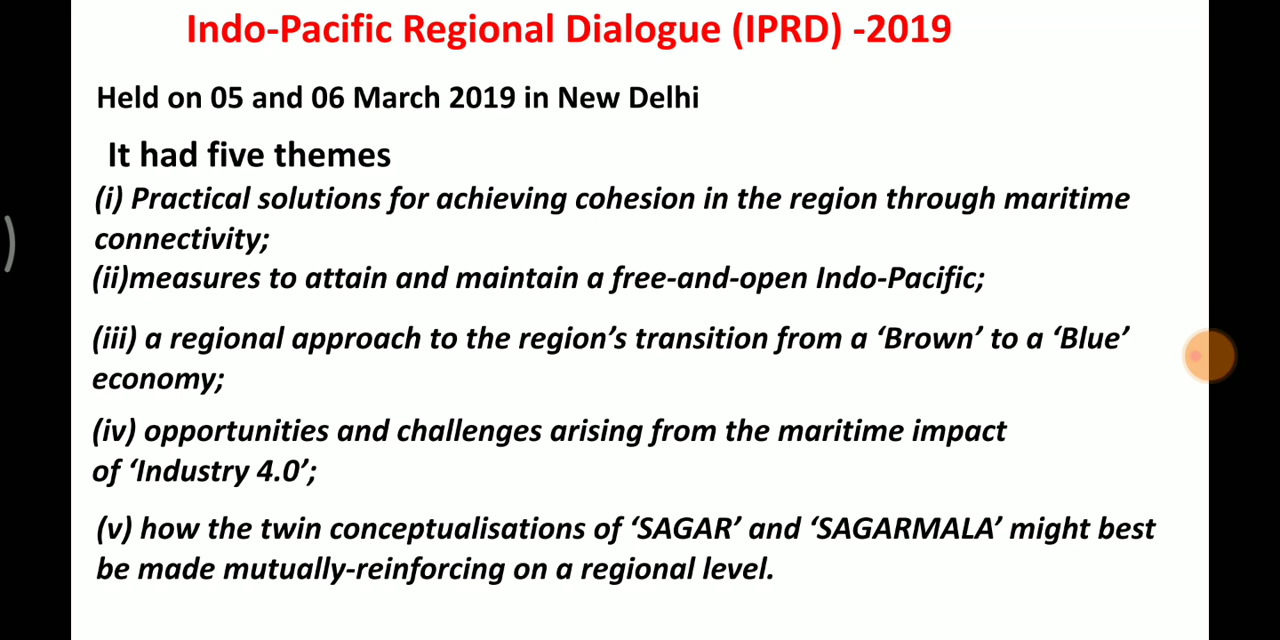 Indo-Pacific Regional Dialogue (IPRD) -2019
Held on 05 and 06 March 2019 in New Delhi
It had five themes
(i) Practical solutions for achieving cohesion in the region through maritime
connectivity;
(ii)measures to attain and maintain a free-and-open Indo-Pacific;
(iii) a regional approach to the region’s transition from a ‘Brown’ to a ‘Blue’
economy;
(iv) opportunities and challenges arising from the maritime impact
of ‘Industry 4.0’;
(v) how the twin conceptualisations of ‘SAGAR’ and ‘SAGARMALA’ might best
be made mutually-reinforcing on a regional level.